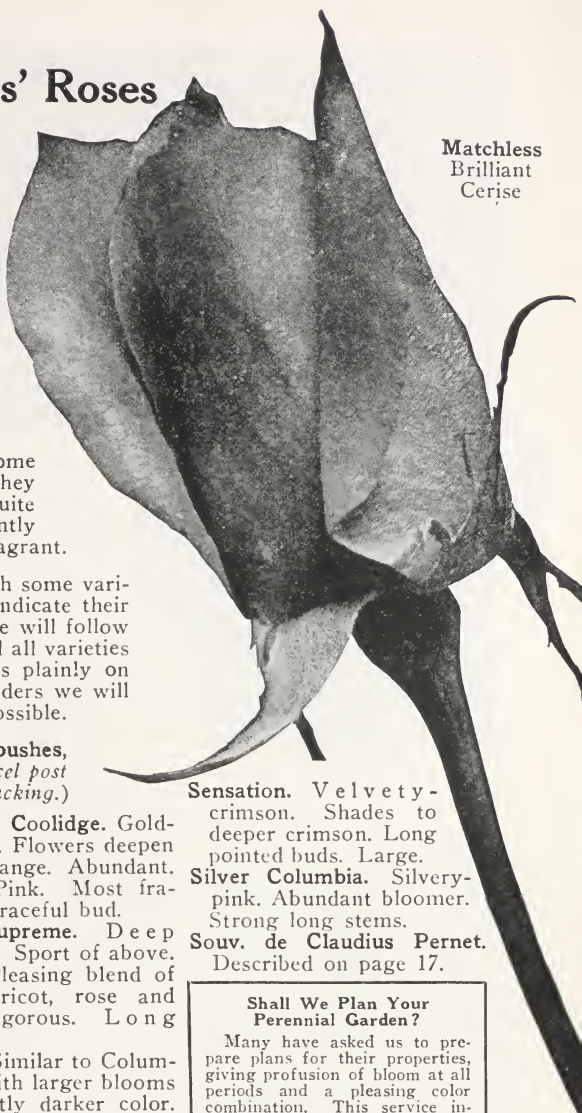 s' Roses
Matchless
Brilliant
Cerise
ome
hey
uite
ntly
agrant.
h some vari-
ndicate their
e will follow
l all varieties
s plainly on
ders we will
ossible.
bushes,
cel post
cking.)
Coolidge. Gold-
. Flowers deepen
ange. Abundant.
Pink. Most fra-
raceful bud.
upreme. Deep
Sport of above.
leasing blend of
ricot, rose and
gorous. Long
Similar to Colum-
ith larger blooms
tly darker color.
Sensation. Velvety-
crimson. Shades to
deeper crimson. Long
pointed buds. Large.
Silver Columbia. Silvery-
pink. Abundant bloomer.
Strong long stems.
Souv. de Claudius Pernet.
Described on page 17.
Shall We Plan Your
Perennial Garden?
Many have asked us to pre-
pare plans for their properties,
giving profusion of bloom at all
periods and a pleasing color
combination. This service in-